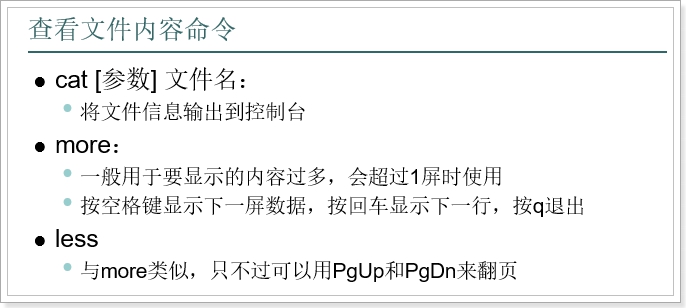 查看文件内容命令
cat [参数] 文件名：
将文件信息输出到控制台
more：
一般用于要显示的内容过多，会超过1屏时使用
按空格键显示下一屏数据，按回车显示下一行，按q退出
less
与more类似，只不过可以用PgUp和PgDn来翻页